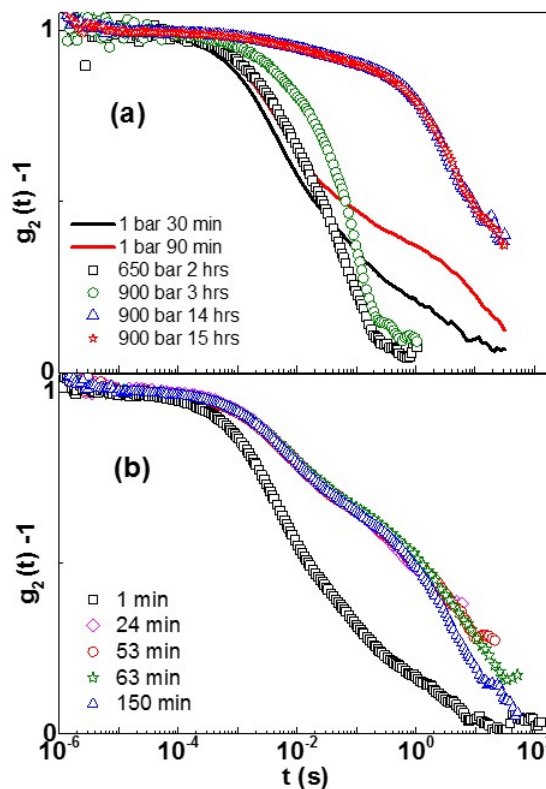 1
(a)
g₂(t) -1
1 bar 30 min
1 bar 90 min
650 bar 2 hrs
900 bar 3 hrs
900 bar 14 hrs
900 bar 15 hrs
0
1
(b)
g₂(t) -1
1 min
24 min
53 min
63 min
150 min
0
10⁻⁶ 10⁻⁴ 10⁻² 10⁰ 10²
t (s)